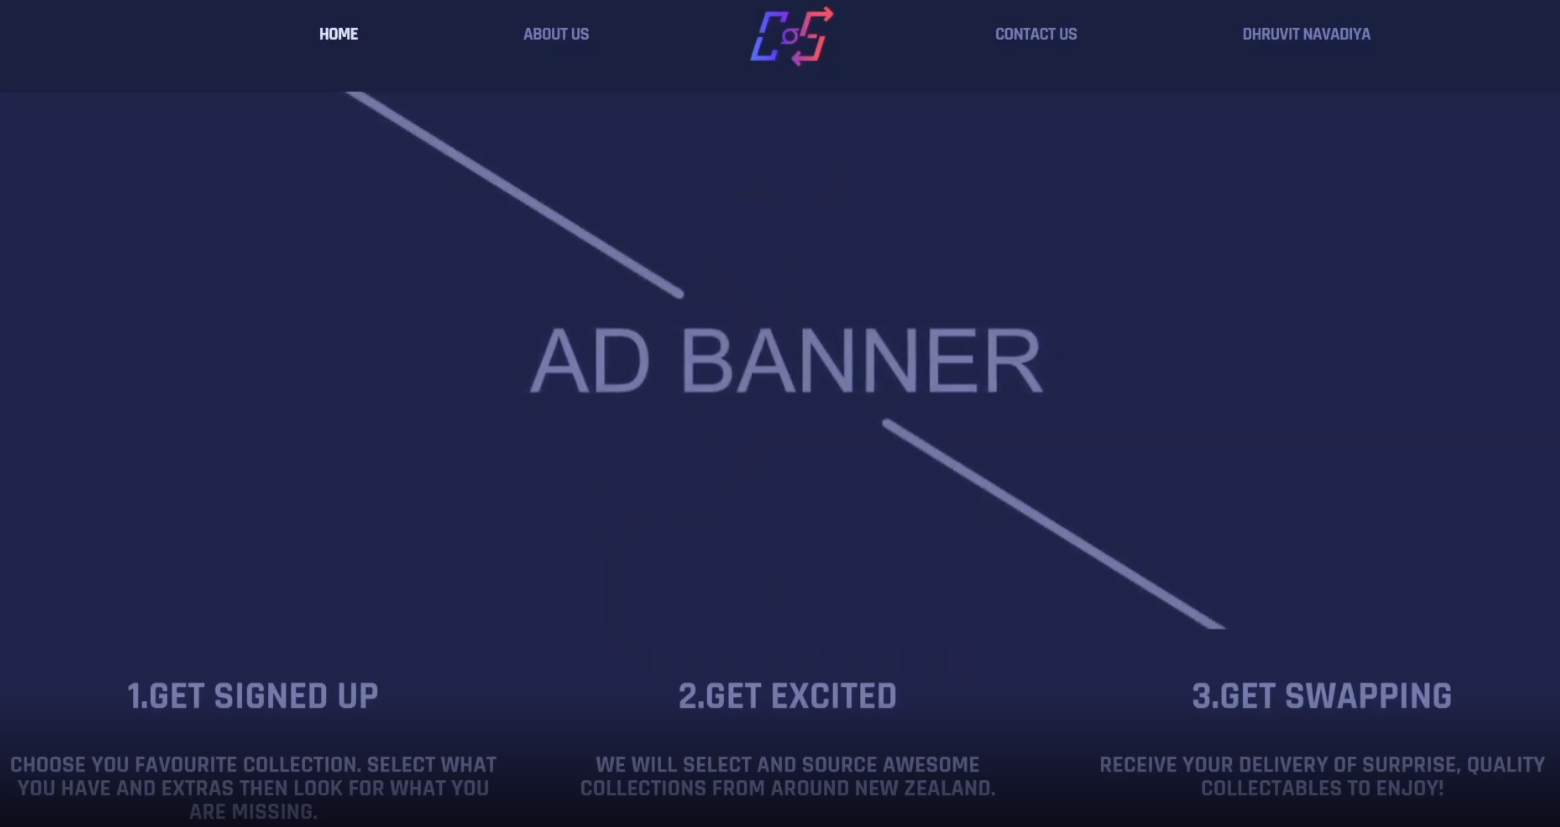 HOME ABOUT US CONTACT US DHRUVIT NAVADIYA
AD BANNER
1.GET SIGNED UP
CHOOSE YOU FAVOURITE COLLECTION. SELECT WHAT
YOU HAVE AND EXTRAS THEN LOOK FOR WHAT YOU
ARE MISSING.
2.GET EXCITED
WE WILL SELECT AND SOURCE AWESOME
COLLECTIONS FROM AROUND NEW ZEALAND.
3.GET SWAPPING
RECEIVE YOUR DELIVERY OF SURPRISE, QUALITY
COLLECTABLES TO ENJOY!